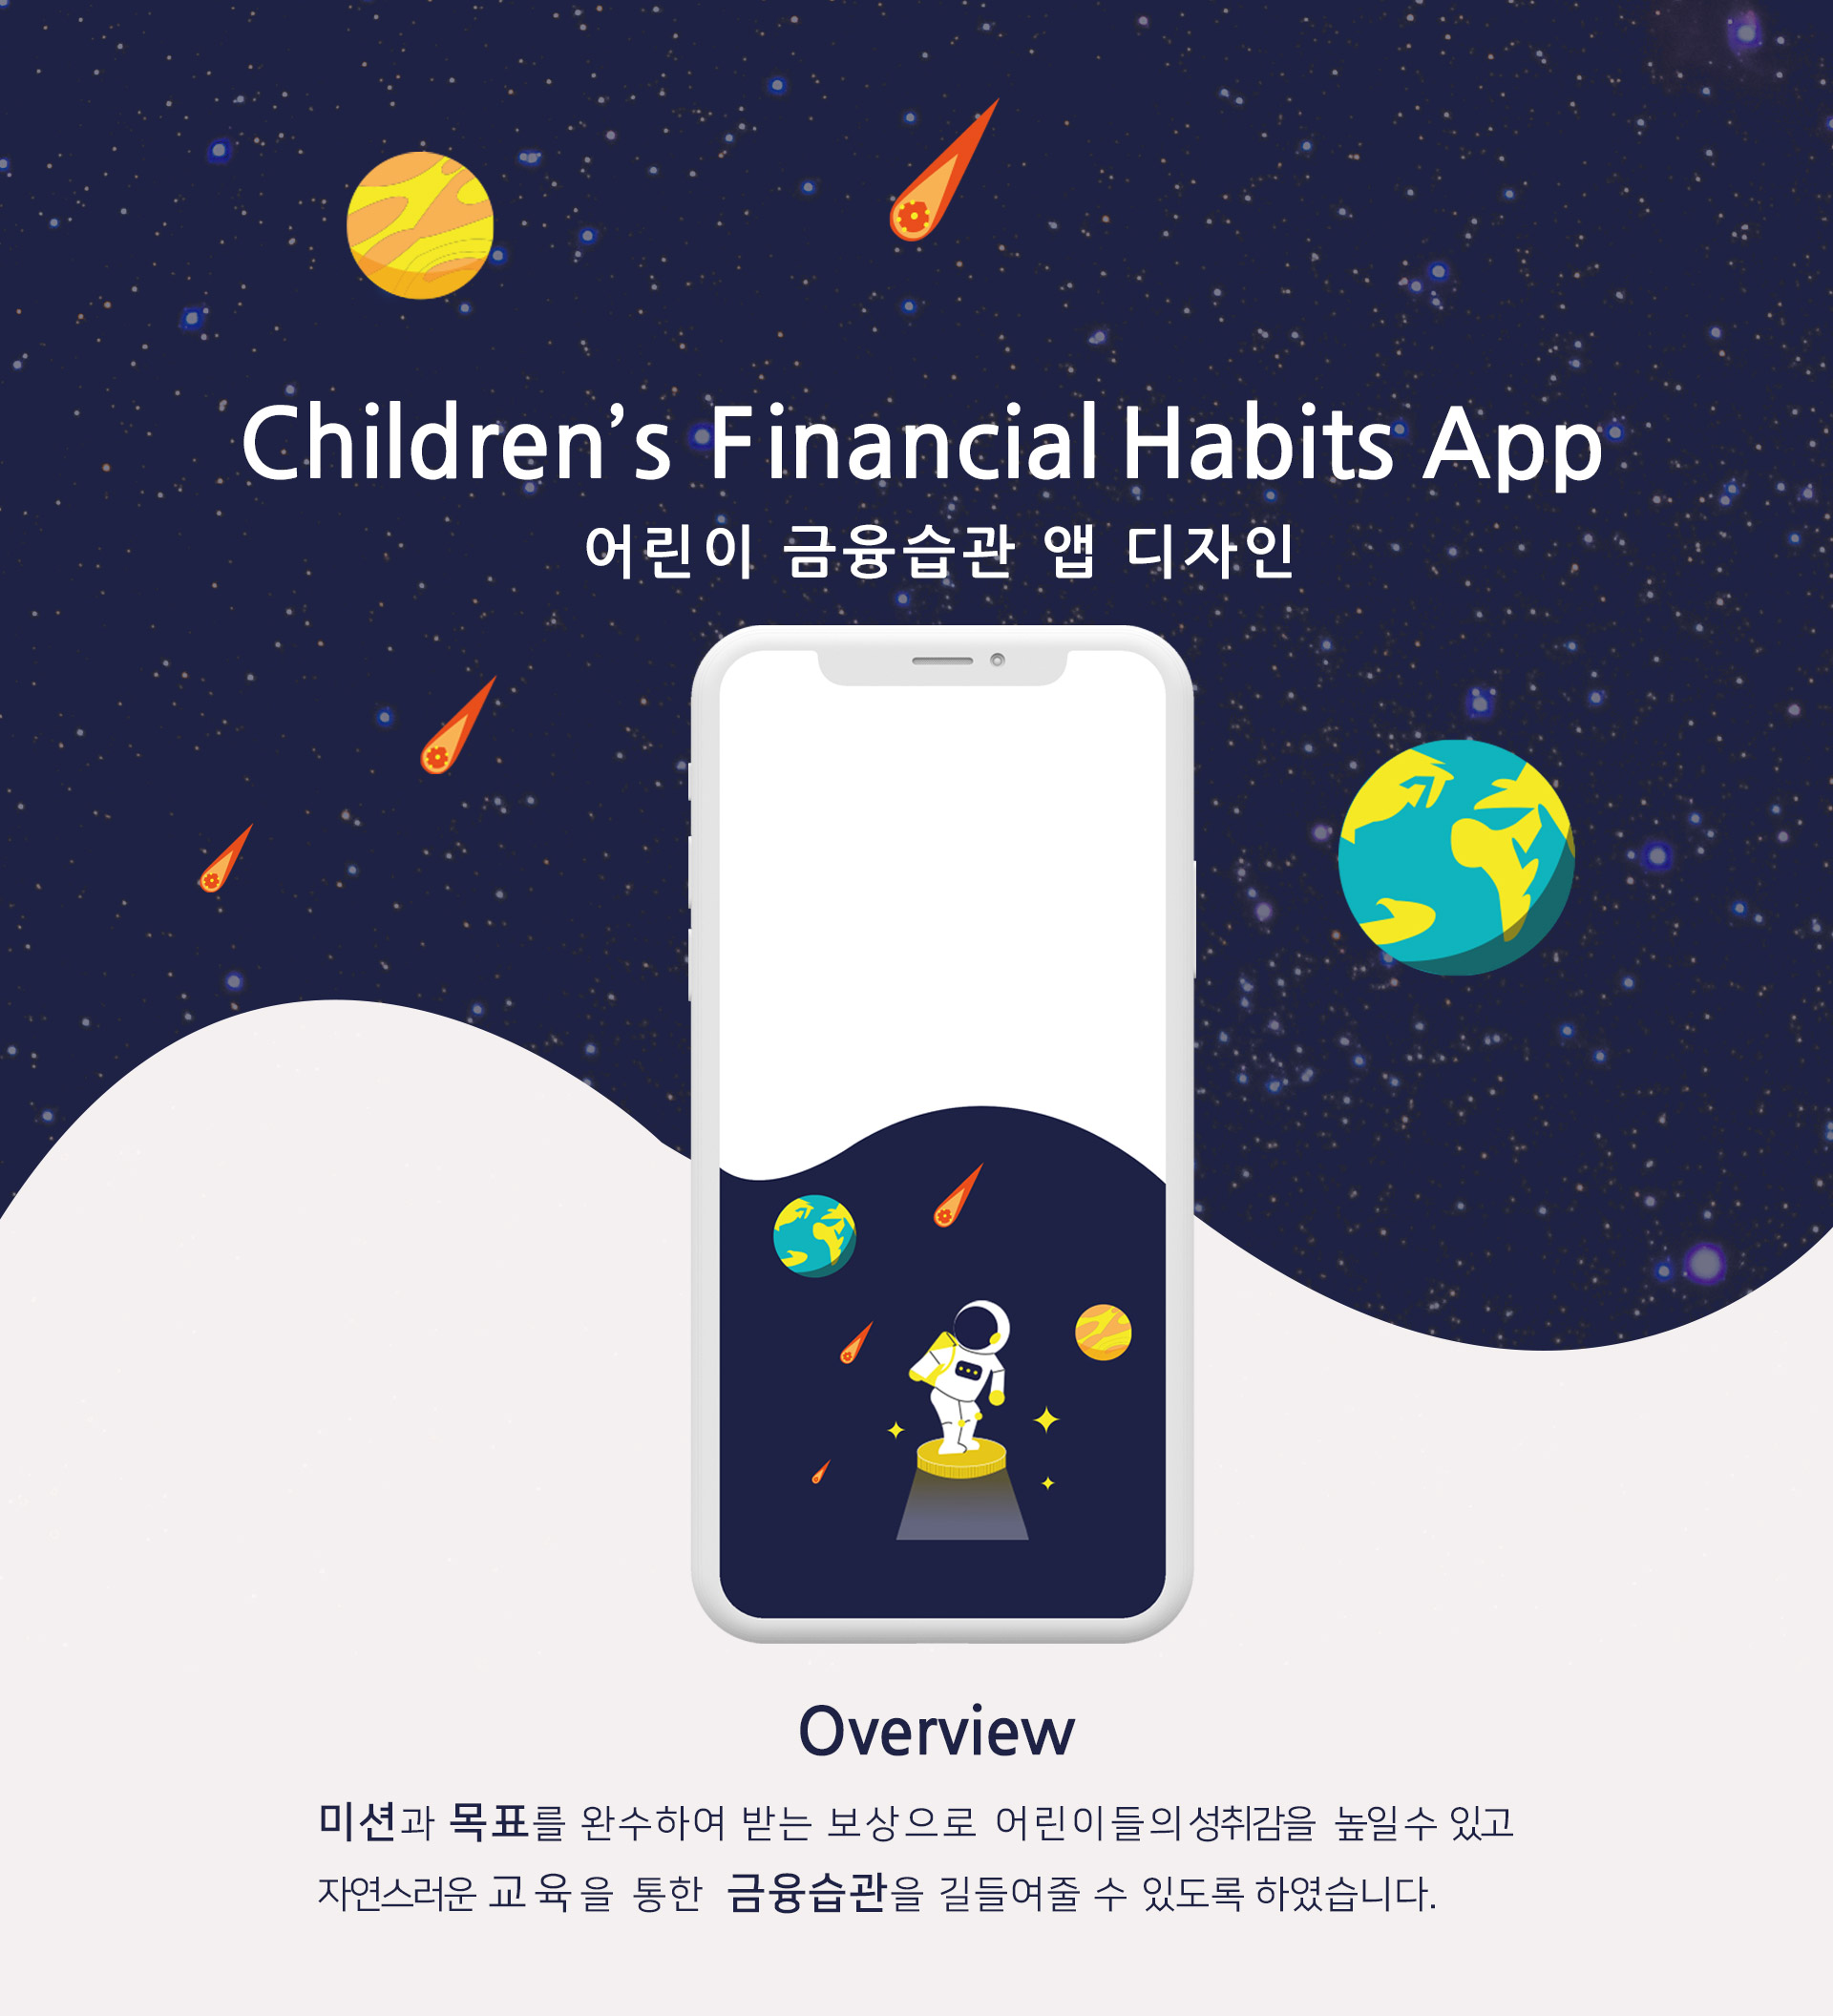 Children’s Financial Habits App
어린이 금융습관 앱 디자인
Overview
미션과 목표를 완수하여 받는 보상으로 어린이들의 성취감을 높일 수 있고
자연스러운 교육을 통한 금융습관을 길들여줄 수 있도록 하였습니다.